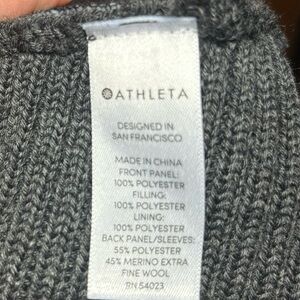 ATHLETA
DESIGNED IN
SAN FRANCISCO
MADE IN CHINA
FRONT PANEL:
100% POLYESTER
FILLING:
100% POLYESTER
LINING:
100% POLYESTER
BACK PANEL/SLEEVES:
55% POLYESTER
45% MERINO EXTRA
FINE WOOL
RN 54023